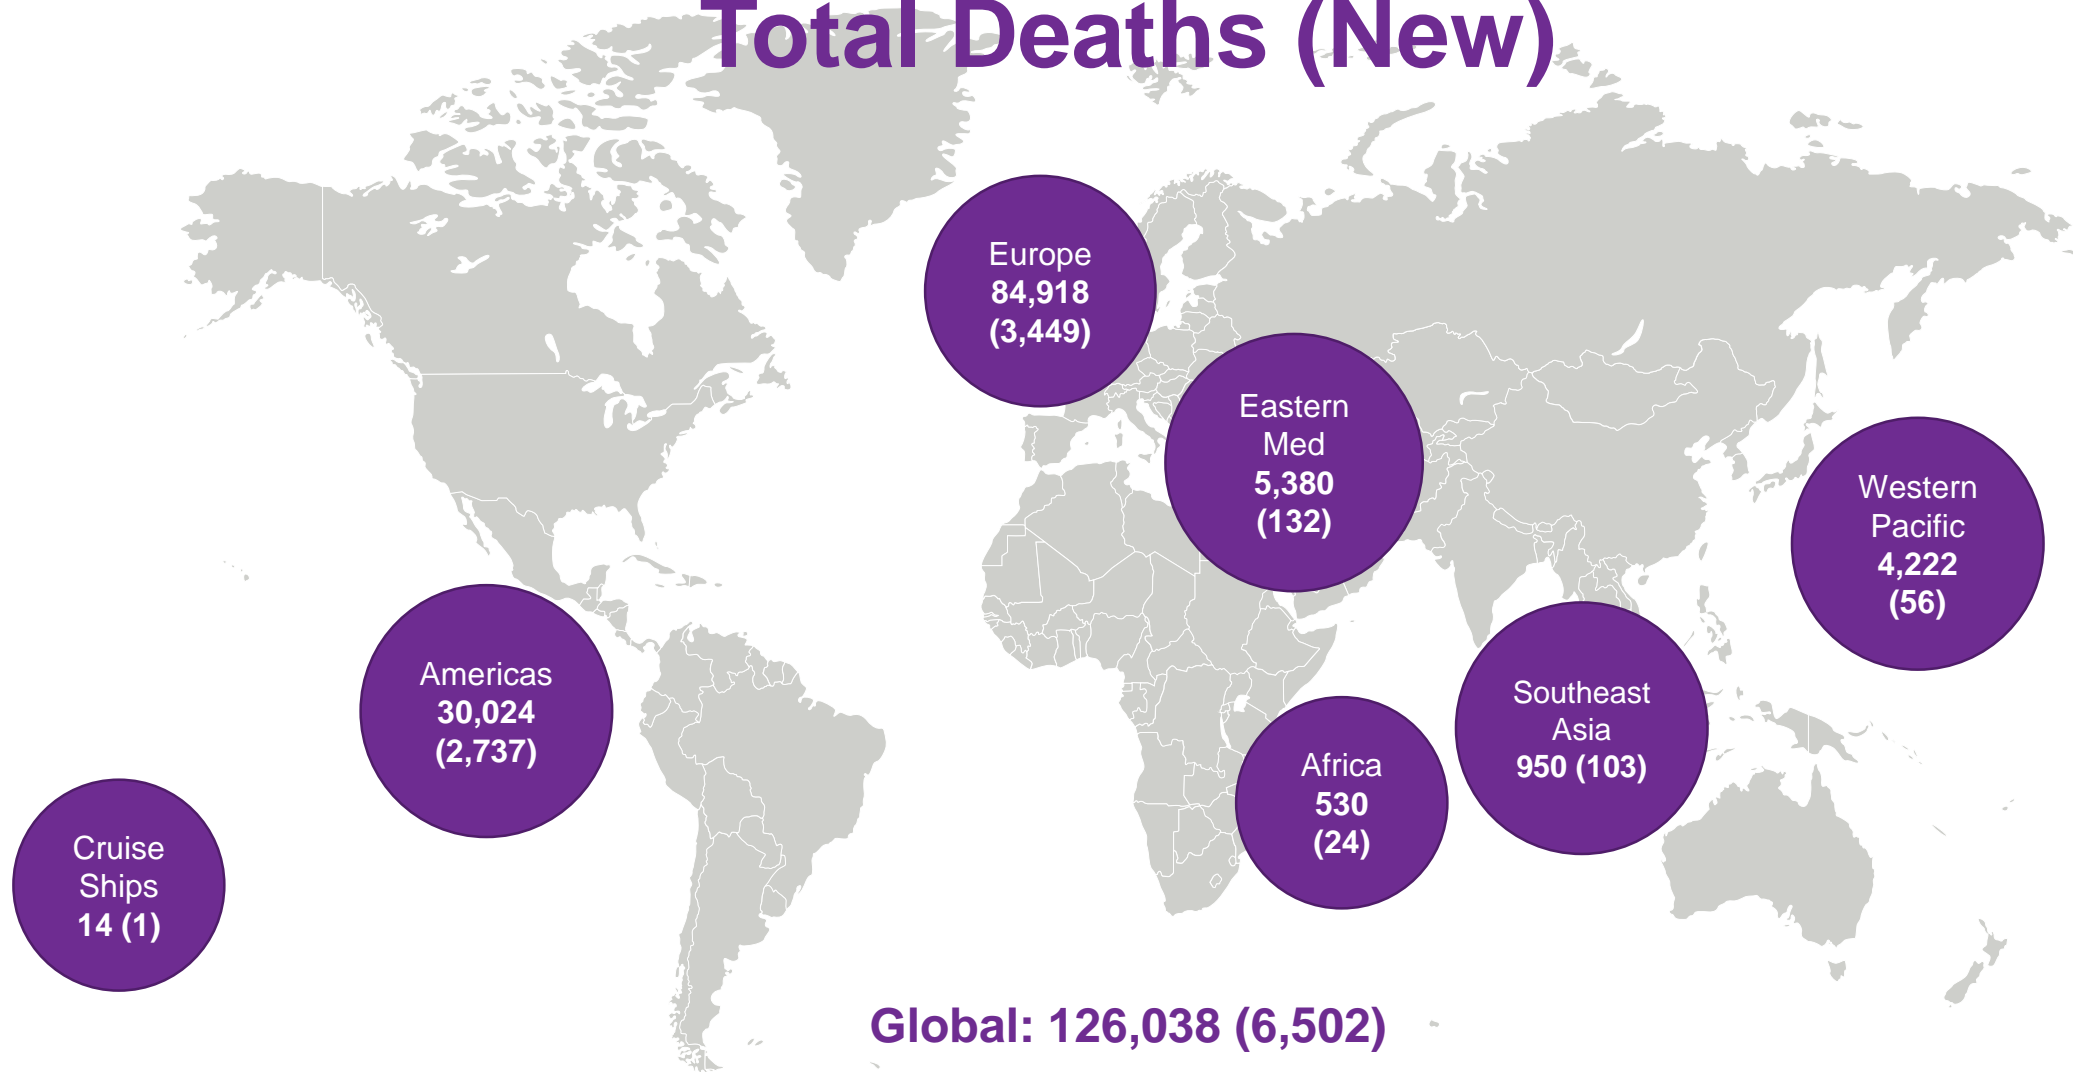 Total Deaths (New)
Europe
84,918
(3,449)
Eastern
Med
5,380
(132)
Western
Pacific
4,222
(56)
Americas
30,024
(2,737)
Southeast
Asia
950 (103)
Africa
530
(24)
Cruise
Ships
14 (1)
Global: 126,038 (6,502)